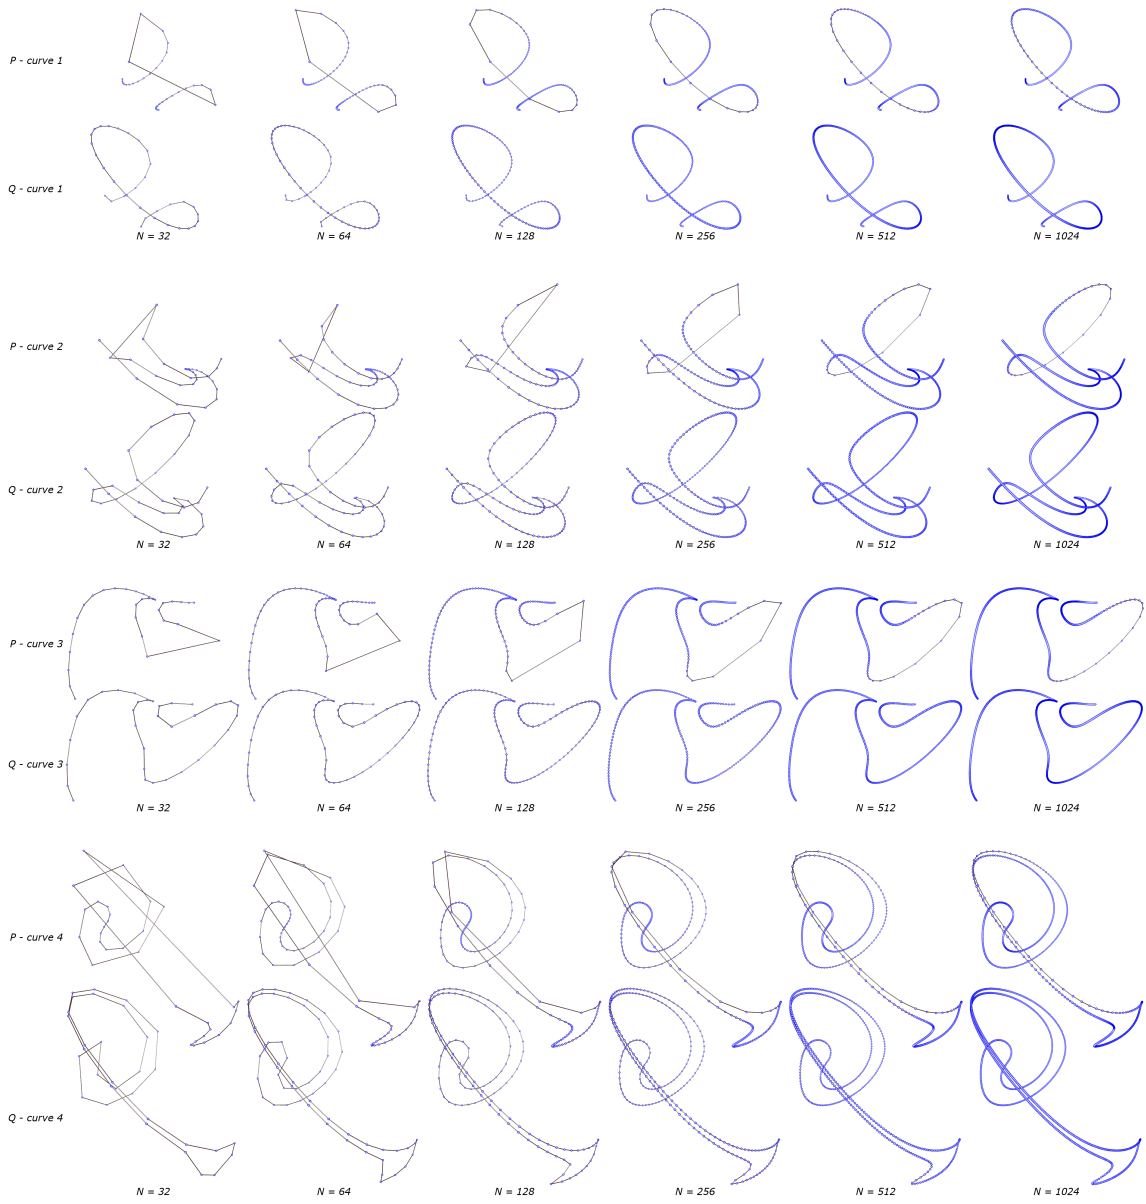 P - curve 1
Q - curve 1
N = 32 N = 64 N = 128 N = 256 N = 512 N = 1024
P - curve 2
Q - curve 2
N = 32 N = 64 N = 128 N = 256 N = 512 N = 1024
P - curve 3
Q - curve 3
N = 32 N = 64 N = 128 N = 256 N = 512 N = 1024
P - curve 4
Q - curve 4
N = 32 N = 64 N = 128 N = 256 N = 512 N = 1024